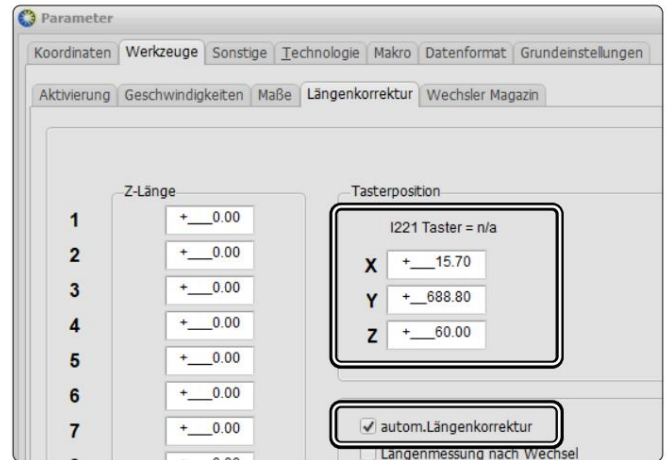 Parameter
Koordinaten Werkzeuge Sonstige Technologie Makro Datenformat Grundeinstellungen
Aktivierung Geschwindigkeiten Maße Längenkorrektur Wechsler Magazin
Z-Länge
1 +___0.00
2 +___0.00
3 +___0.00
4 +___0.00
5 +___0.00
6 +___0.00
7 +___0.00
Tasterposition
I221 Taster = n/a
X +___15.70
Y +__688.80
Z +___60.00
autom.Längenkorrektur
Längenmessung nach Wechsel